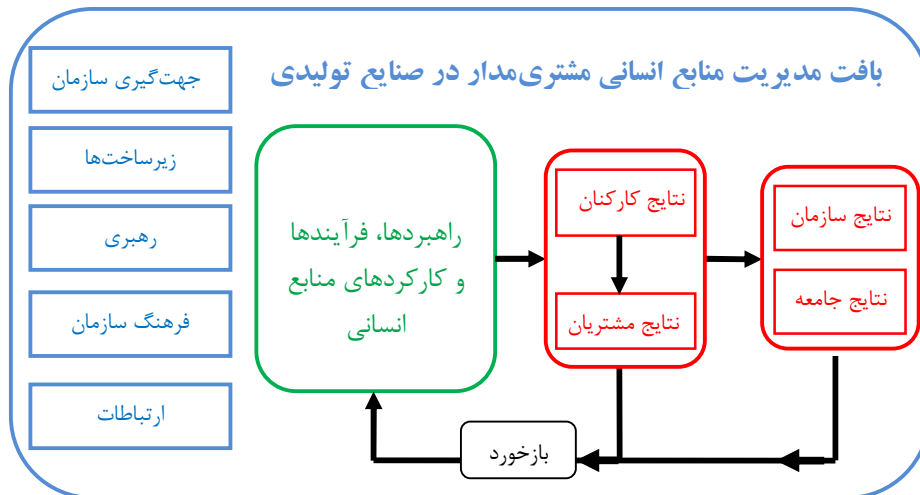 بافت مدیریت منابع انسانی مشتری‌مدار در صنایع تولیدی
جهت‌گیری سازمان
زیرساخت‌ها
رهبری
فرهنگ سازمان
ارتباطات
راهبردها، فرآیندها
و کارکردهای منابع
انسانی
نتایج کارکنان
نتایج مشتریان
نتایج سازمان
نتایج جامعه
بازخورد